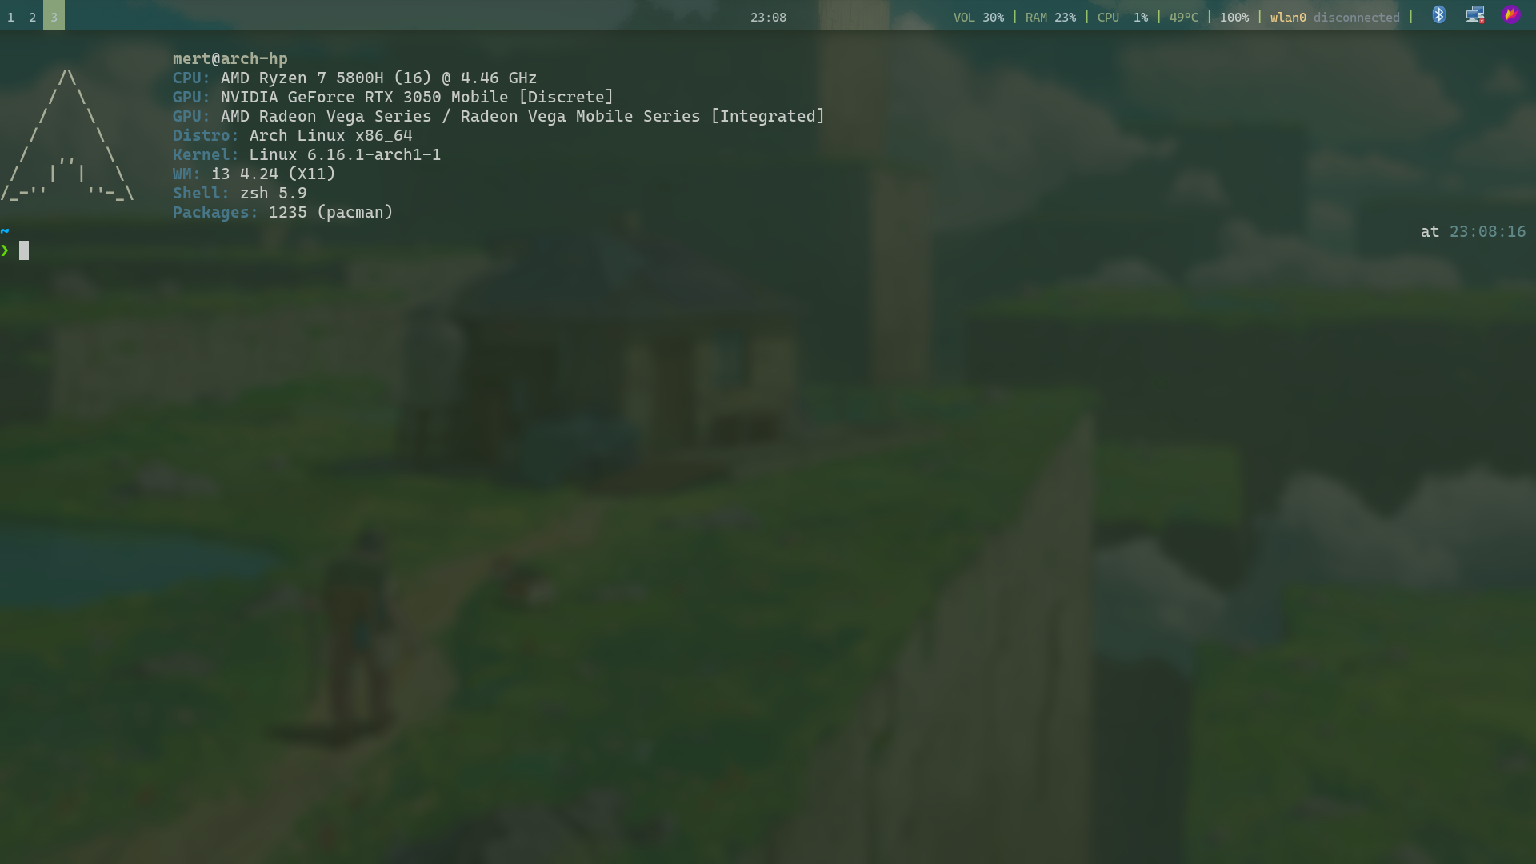 1 2 3 23:08 VOL 30% | RAM 23% | CPU 1% | 49ºC | 100% | wlan0 disconnected |
mert@arch-hp
CPU: AMD Ryzen 7 5800H (16) @ 4.46 GHz
GPU: NVIDIA GeForce RTX 3050 Mobile [Discrete]
GPU: AMD Radeon Vega Series / Radeon Vega Mobile Series [Integrated]
Distro: Arch Linux x86_64
Kernel: Linux 6.16.1-arch1-1
WM: i3 4.24 (X11)
Shell: zsh 5.9
Packages: 1235 (pacman)
~ at 23:08:16
❯